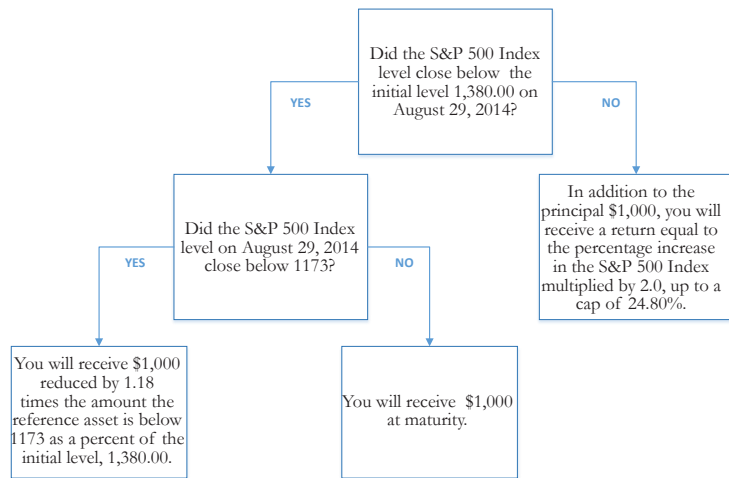 Did the S&P 500 Index
level close below the
initial level 1,380.00 on
August 29, 2014?
YES
NO
Did the S&P 500 Index
level on August 29, 2014
close below 1173?
In addition to the
principal $1,000, you will
receive a return equal to
the percentage increase
in the S&P 500 Index
multiplied by 2.0, up to a
cap of 24.80%.
YES
NO
You will receive $1,000
reduced by 1.18
times the amount the
reference asset is below
1173 as a percent of the
initial level, 1,380.00.
You will receive $1,000
at maturity.